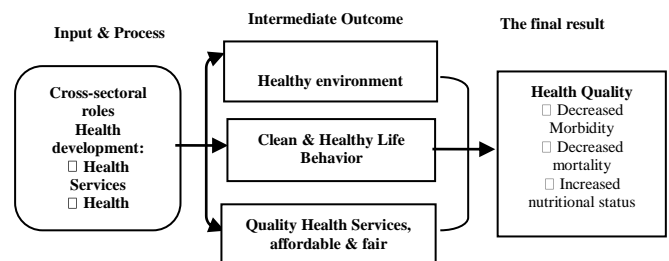 Input & Process
Intermediate Outcome
The final result
Cross-sectoral
roles
Health
development:
□ Health
Services
□ Health
Healthy environment
Clean & Healthy Life
Behavior
Quality Health Services,
affordable & fair
Health Quality
□ Decreased
Morbidity
□ Decreased
mortality
□ Increased
nutritional status